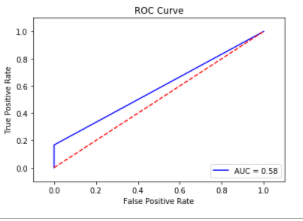 ROC Curve
True Positive Rate
1.0
0.8
0.6
0.4
0.2
0.0
0.0 0.2 0.4 0.6 0.8 1.0
False Positive Rate
AUC = 0.58